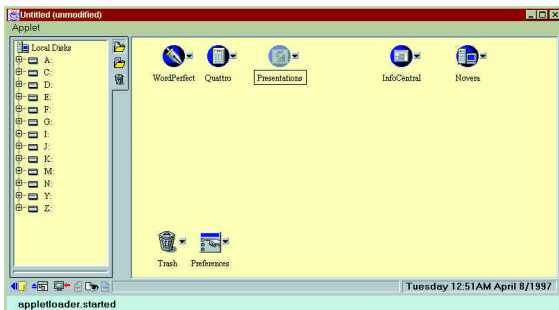 Untitled (unmodified)
Applet
Local Disks
A:
C:
D:
E:
F:
G:
I:
J:
K:
M:
N:
Y:
Z:
WordPerfect Quattro Presentations InfoCentral Novera
Trash Preferences
Tuesday 12:51AM April 8/1997
appletloader.started